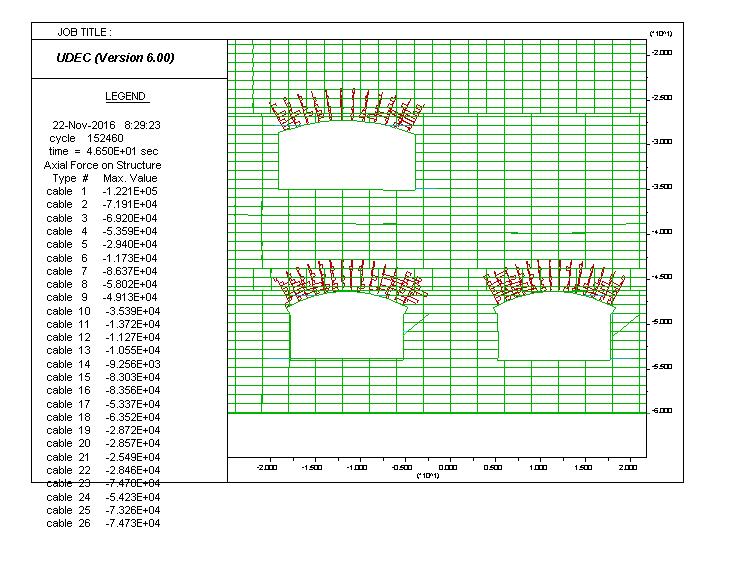 JOB TITLE :
UDEC (Version 6.00)
LEGEND
22-Nov-2016 8:29:23
cycle 152460
time = 4.650E+01 sec
Axial Force on Structure
Type # Max. Value
cable 1 -1.221E+05
cable 2 -7.191E+04
cable 3 -6.920E+04
cable 4 -5.359E+04
cable 5 -2.940E+04
cable 6 -1.173E+04
cable 7 -8.637E+04
cable 8 -5.802E+04
cable 9 -4.913E+04
cable 10 -3.539E+04
cable 11 -1.372E+04
cable 12 -1.127E+04
cable 13 -1.055E+04
cable 14 -9.256E+03
cable 15 -8.303E+04
cable 16 -8.356E+04
cable 17 -5.337E+04
cable 18 -6.352E+04
cable 19 -2.872E+04
cable 20 -2.857E+04
cable 21 -2.549E+04
cable 22 -2.846E+04
cable 23 -7.470E+04
cable 24 -5.423E+04
cable 25 -7.326E+04
cable 26 -7.473E+04
(*10^1)
-2.000
-2.500
-3.000
-3.500
-4.000
-4.500
-5.000
-5.500
-6.000
-2.000 -1.500 -1.000 -0.500 0.000 0.500 1.000 1.500 2.000
(*10^1)